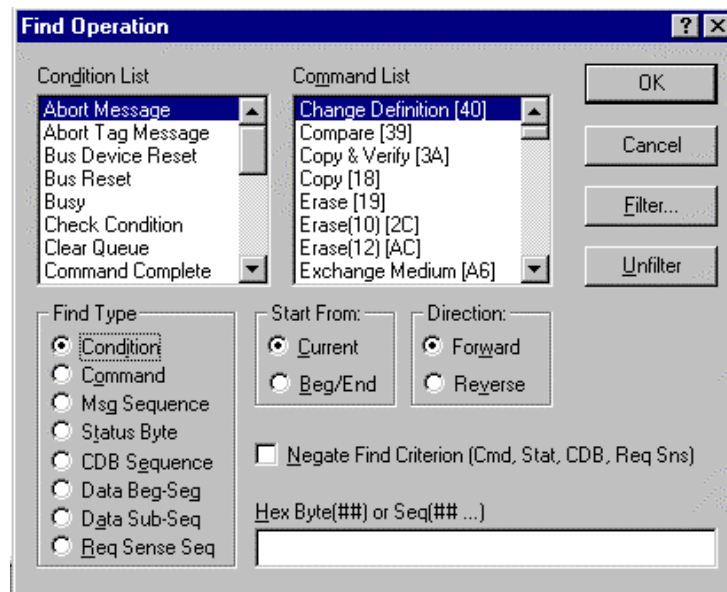 Find Operation
Condition List
Abort Message
Abort Tag Message
Bus Device Reset
Bus Reset
Busy
Check Condition
Clear Queue
Command Complete
Command List
Change Definition [40]
Compare [39]
Copy & Verify [3A]
Copy [18]
Erase [19]
Erase(10) [2C]
Erase(12) [AC]
Exchange Medium [A6]
OK
Cancel
Filter...
Unfilter
Find Type
Condition
Command
Msg Sequence
Status Byte
CDB Sequence
Data Beg-Seg
Data Sub-Seq
Req Sense Seq
Start From:
Current
Beg/End
Direction:
Forward
Reverse
Negate Find Criterion (Cmd, Stat, CDB, Req Sns)
Hex Byte(##) or Seq(## ...)